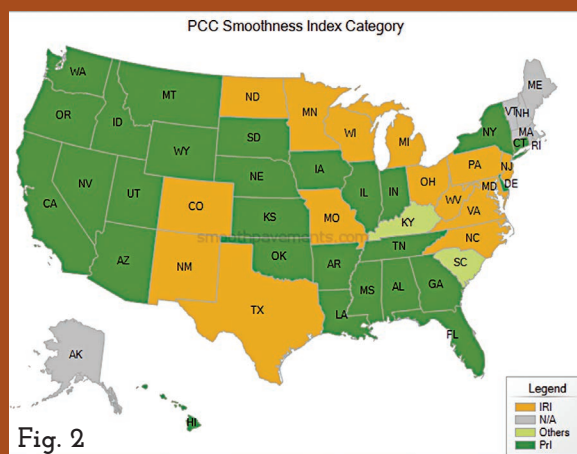 PCC Smoothness Index Category
WA
MT
ND
MN
ME
VT
NH
OR
ID
WY
SD
WI
MI
NY
MA
CT
RI
NV
UT
NE
IA
IL
IN
OH
PA
NJ
MD
DE
CA
CO
KS
MO
KY
WV
VA
smoothpavements.com
AZ
NM
OK
AR
TN
NC
SC
TX
LA
MS
AL
GA
FL
AK
HI
Legend
IRI
N/A
Others
PrI
Fig. 2